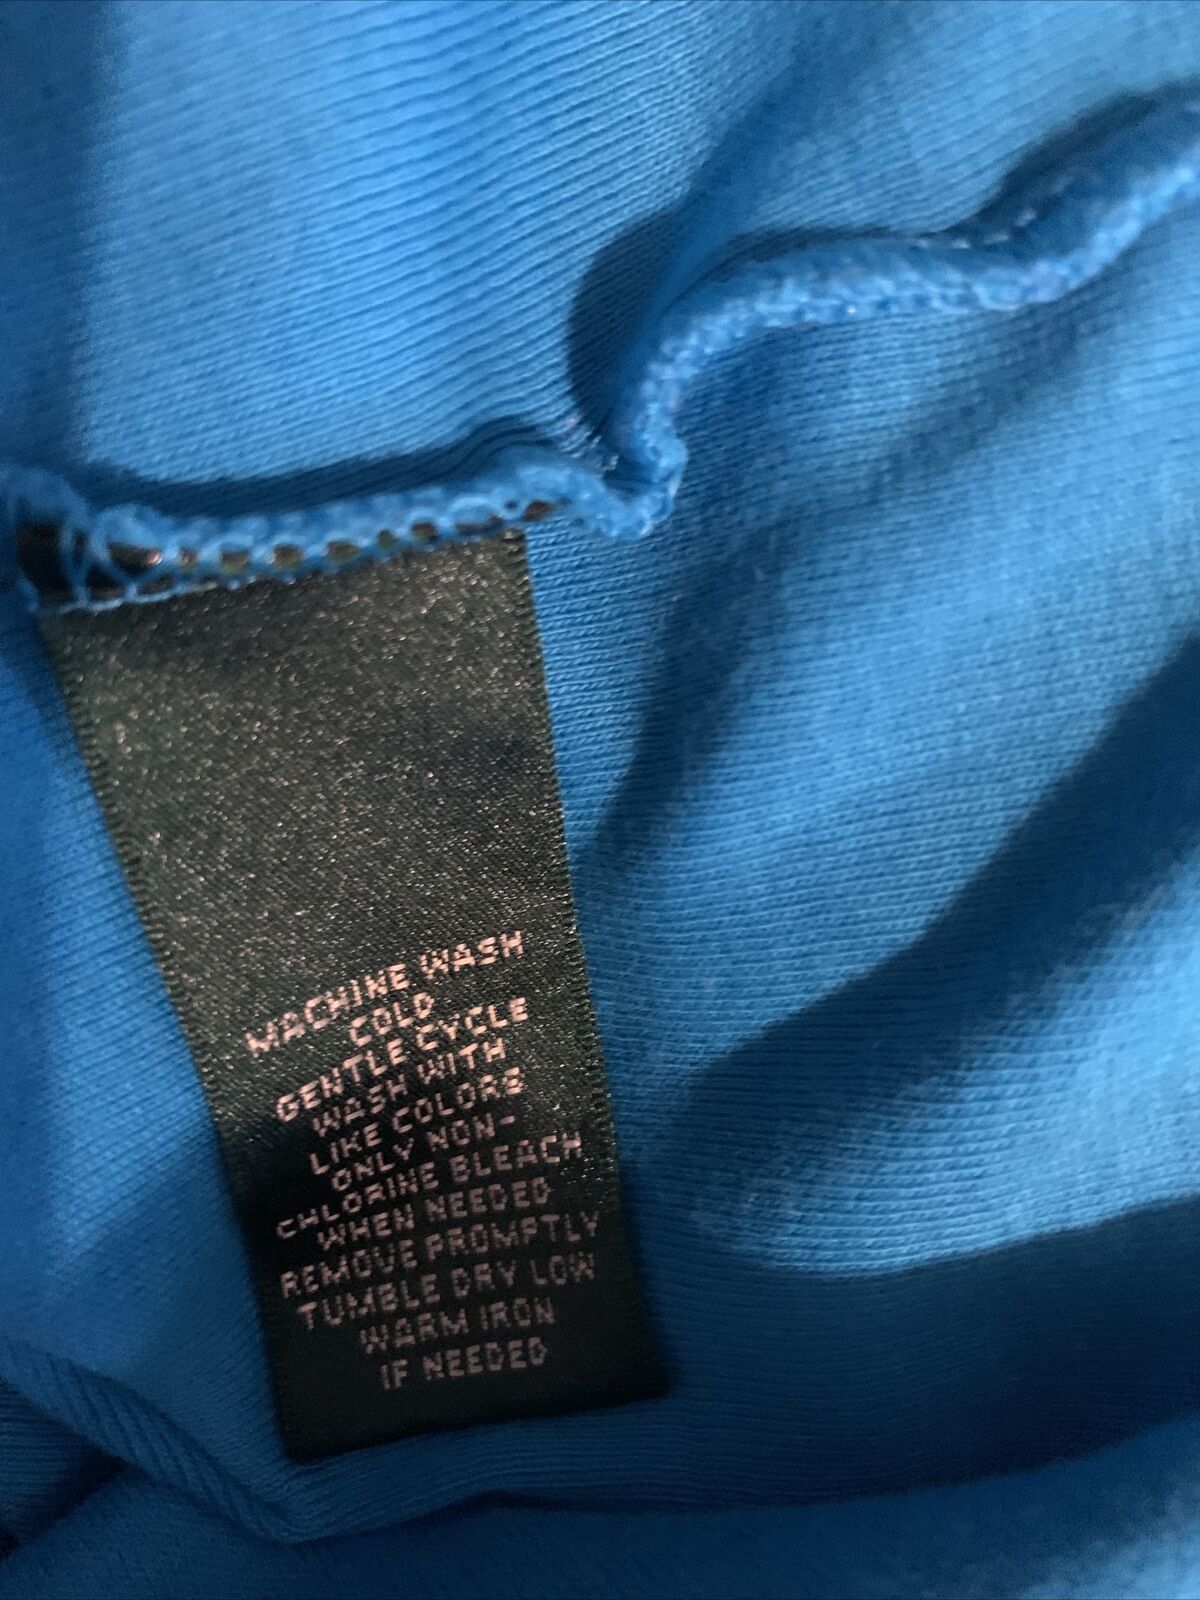 MACHINE WASH
COLD
GENTLE CYCLE
WASH WITH
LIKE COLORS
ONLY NON-
CHLORINE BLEACH
WHEN NEEDED
REMOVE PROMPTLY
TUMBLE DRY LOW
WARM IRON
IF NEEDED